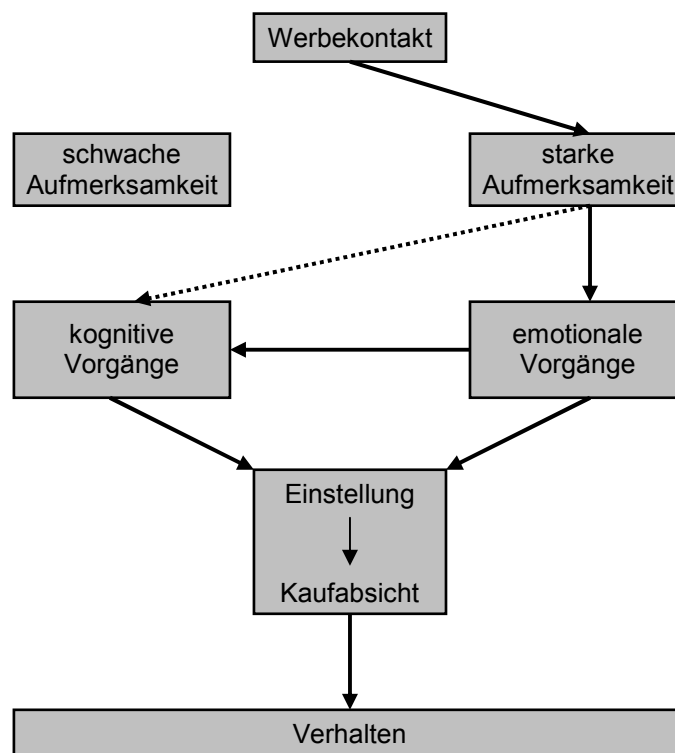 Werbekontakt
schwache
Aufmerksamkeit
starke
Aufmerksamkeit
kognitive
Vorgänge
emotionale
Vorgänge
Einstellung
Kaufabsicht
Verhalten